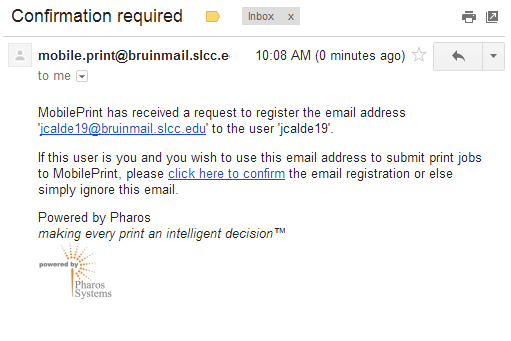 Confirmation required
Inbox x
mobile.print@bruinmail.slcc.e 10:08 AM (0 minutes ago)
to me
MobilePrint has received a request to register the email address
'jcalde19@bruinmail.slcc.edu' to the user 'jcalde19'.
If this user is you and you wish to use this email address to submit print jobs
to MobilePrint, please click here to confirm the email registration or else
simply ignore this email.
Powered by Pharos
making every print an intelligent decision™
powered by
Pharos
Systems